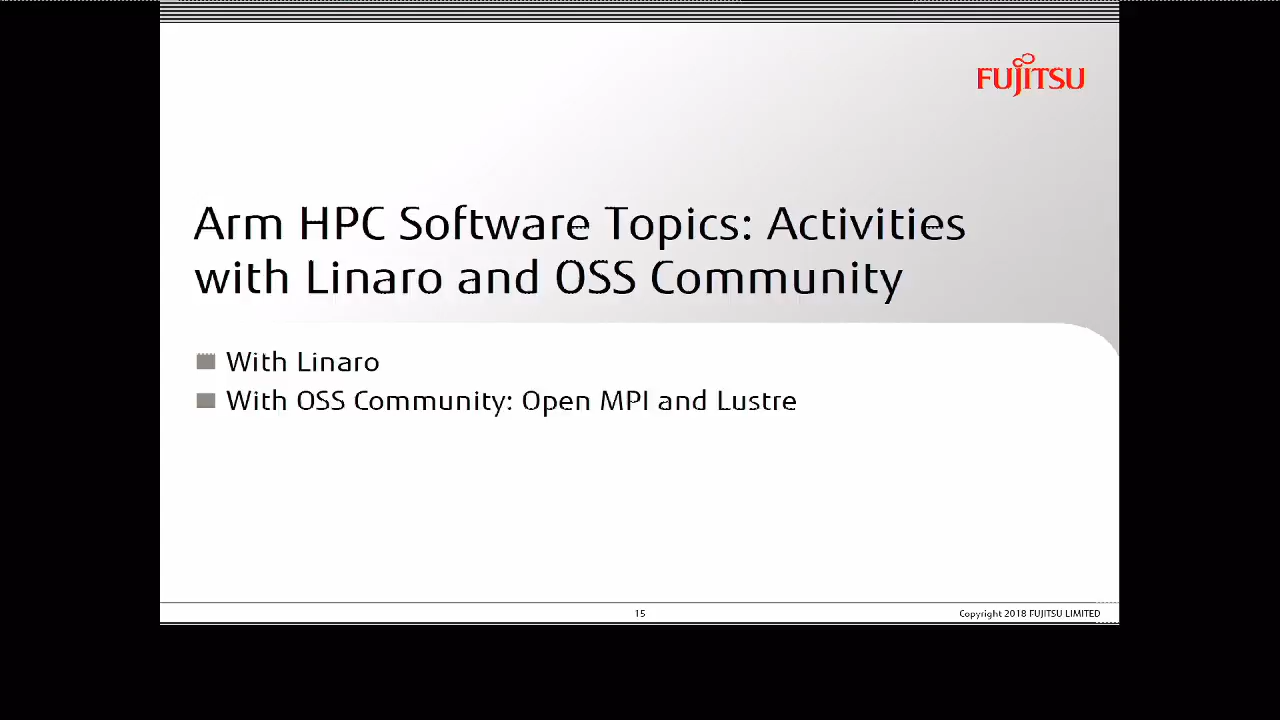 FUJITSU
Arm HPC Software Topics: Activities
with Linaro and OSS Community
With Linaro
With OSS Community: Open MPI and Lustre
15
Copyright 2018 FUJITSU LIMITED